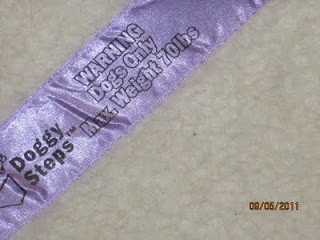 WARNING
Dogs Only
Max. Weight 70lbs
Doggy
Steps™
09/05/2011